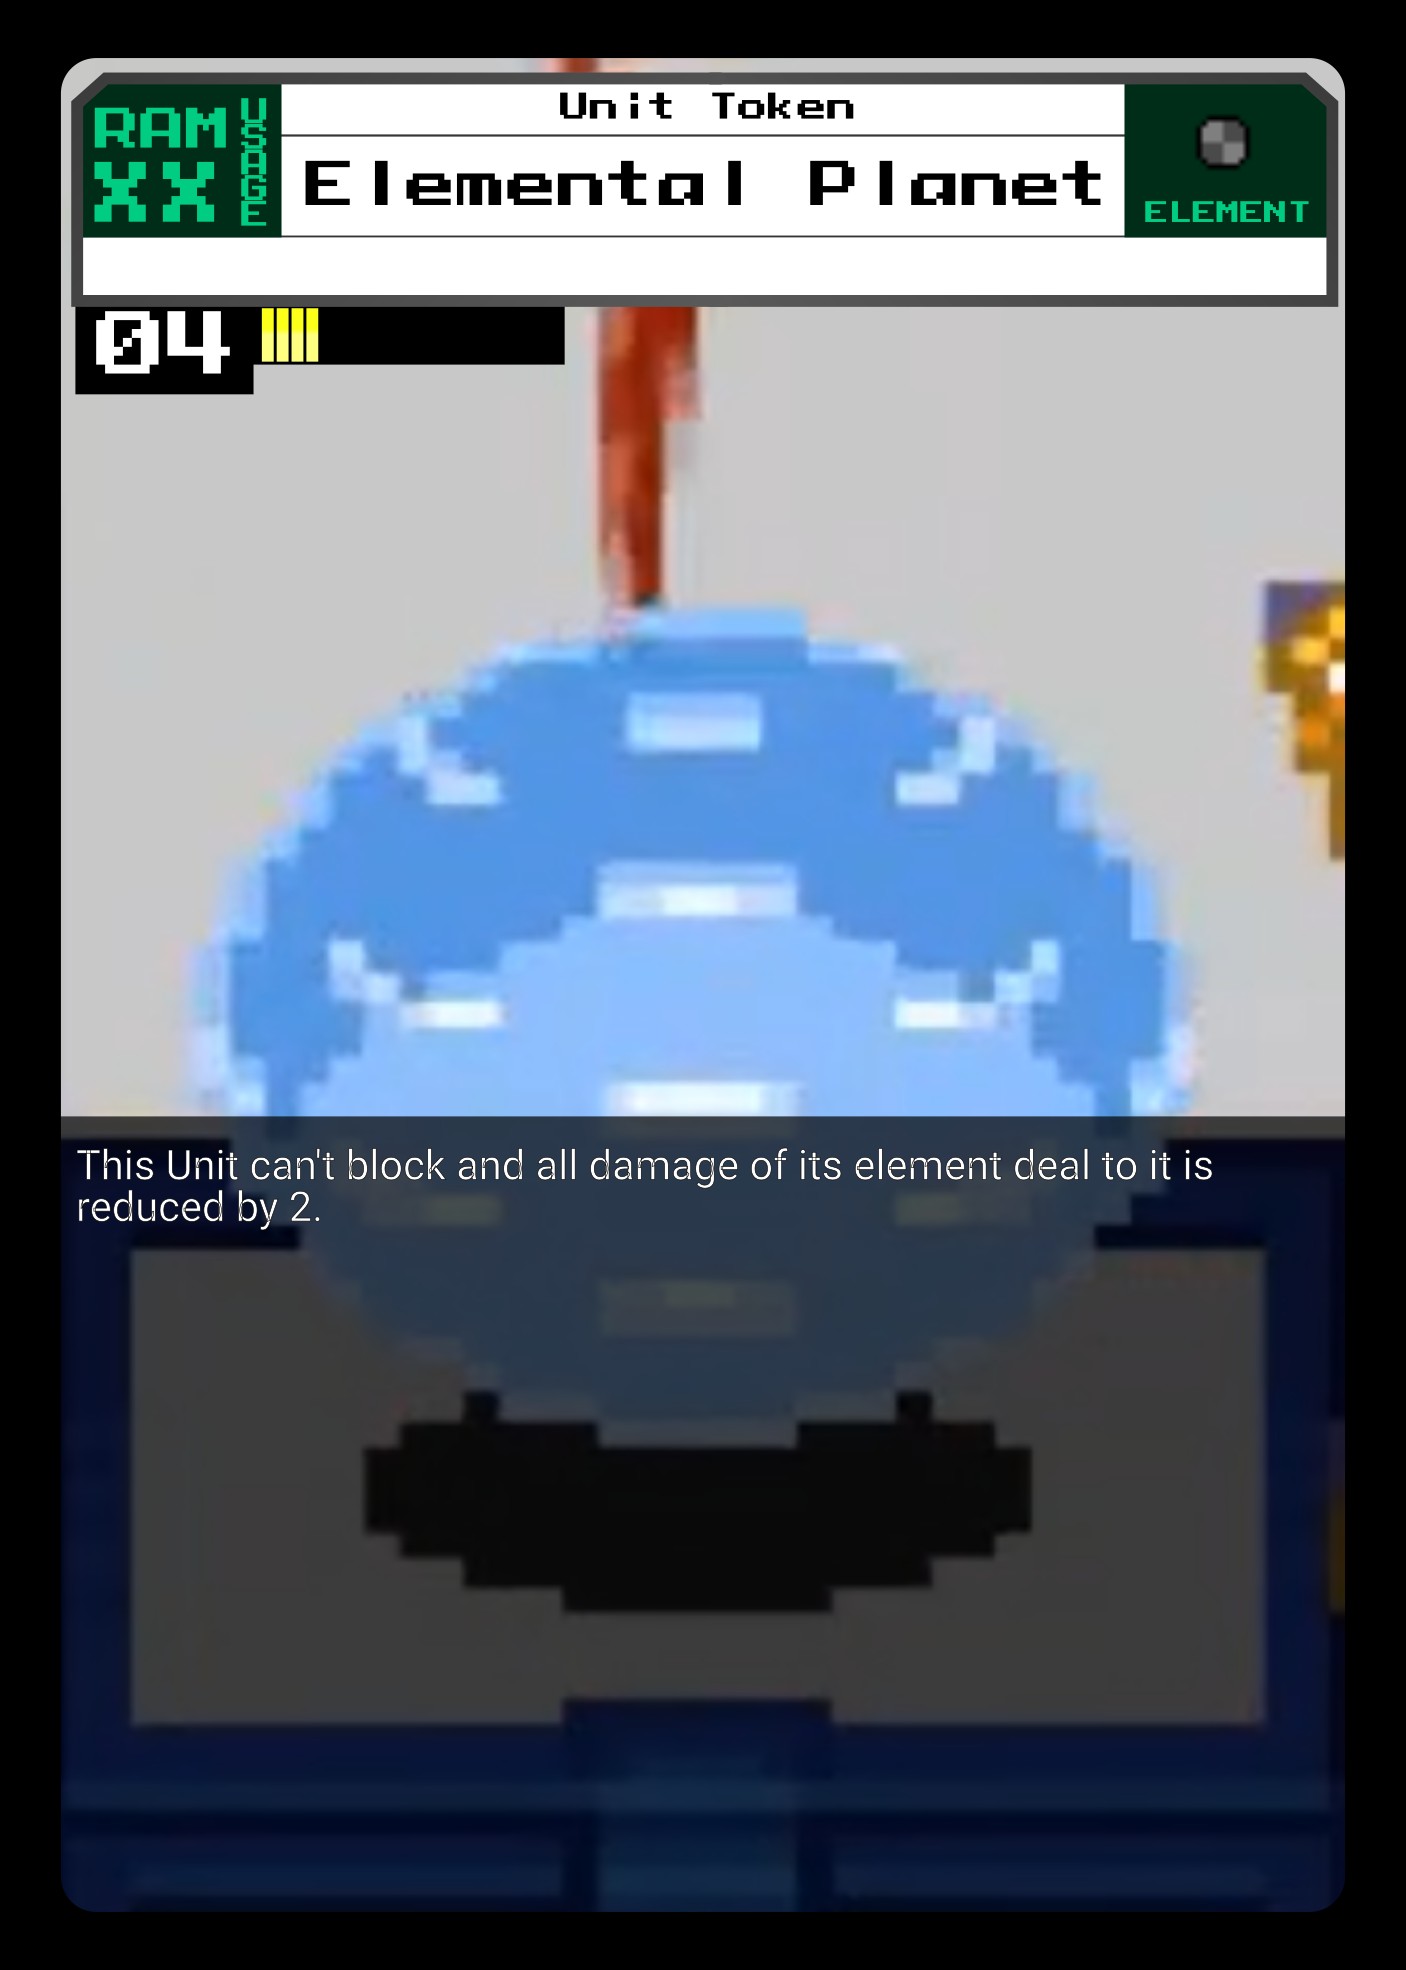 Unit Token
RAM
XX
USAGE
Elemental Planet
ELEMENT
04
This Unit can't block and all damage of its element deal to it is
reduced by 2.